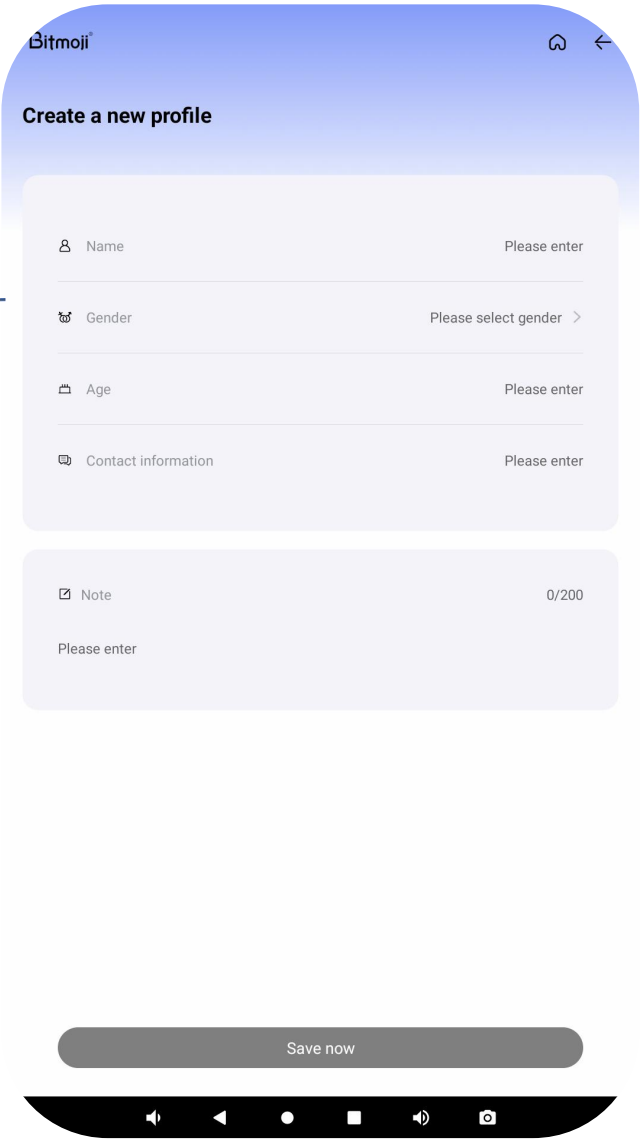 Bitmoji®
Create a new profile
Name Please enter
Gender Please select gender
Age Please enter
Contact information Please enter
Note 0/200
Please enter
Save now